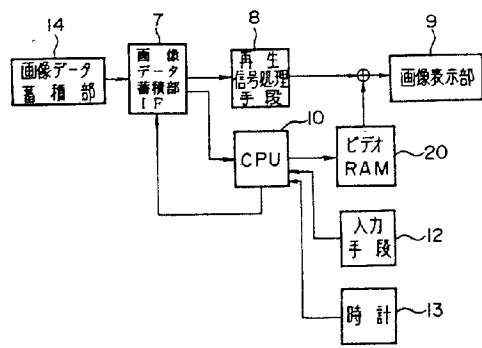 14
画像データ
蓄積部
7
画像
データ
蓄積部
IF
8
再生
信号処理
手段
9
画像表示部
10
CPU
ビデオ
RAM
20
入力
手段
12
時計
13